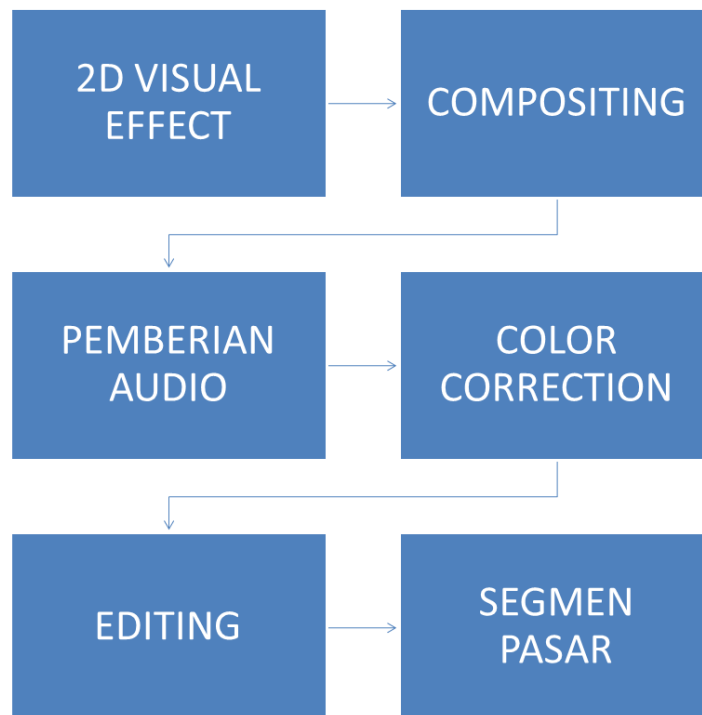 2D VISUAL
EFFECT
COMPOSITING
PEMBERIAN
AUDIO
COLOR
CORRECTION
EDITING
SEGMEN
PASAR